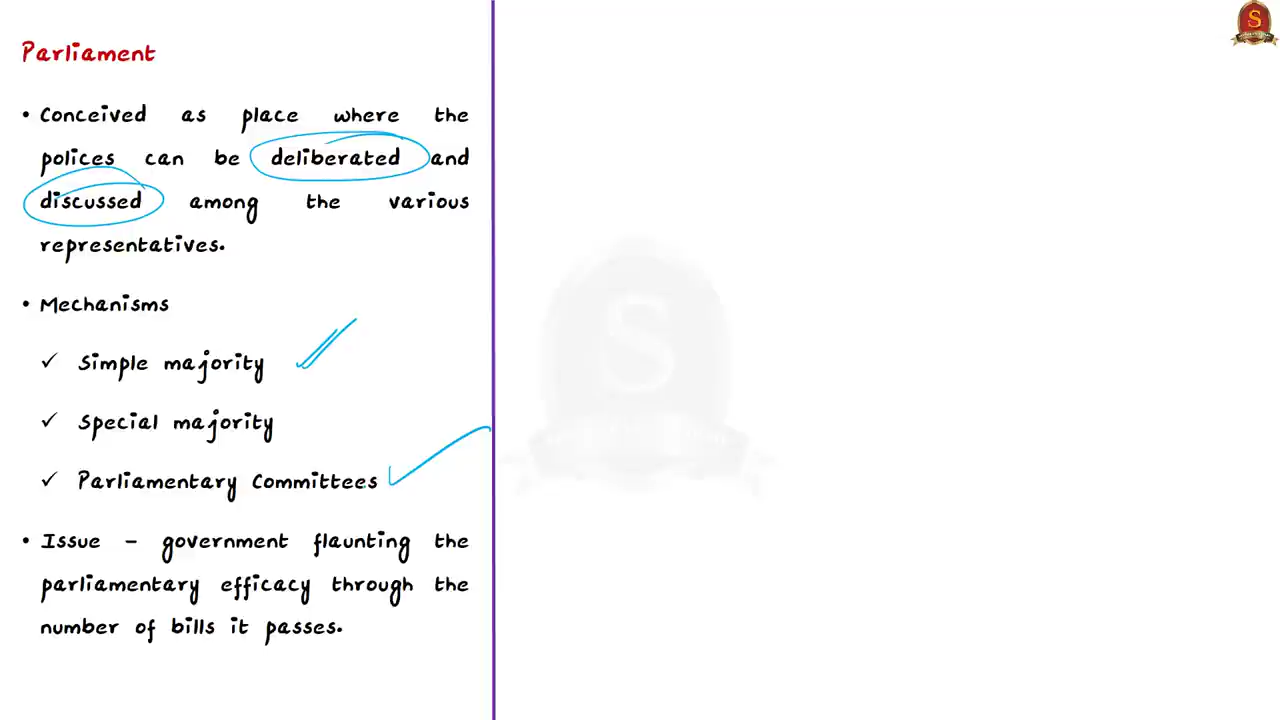 Parliament
• Conceived as place where the
polices can be deliberated and
discussed among the various
representatives.
• Mechanisms
✓ Simple majority
✓ Special majority
✓ Parliamentary Committees
• Issue – government flaunting the
parliamentary efficacy through the
number of bills it passes.
S
S